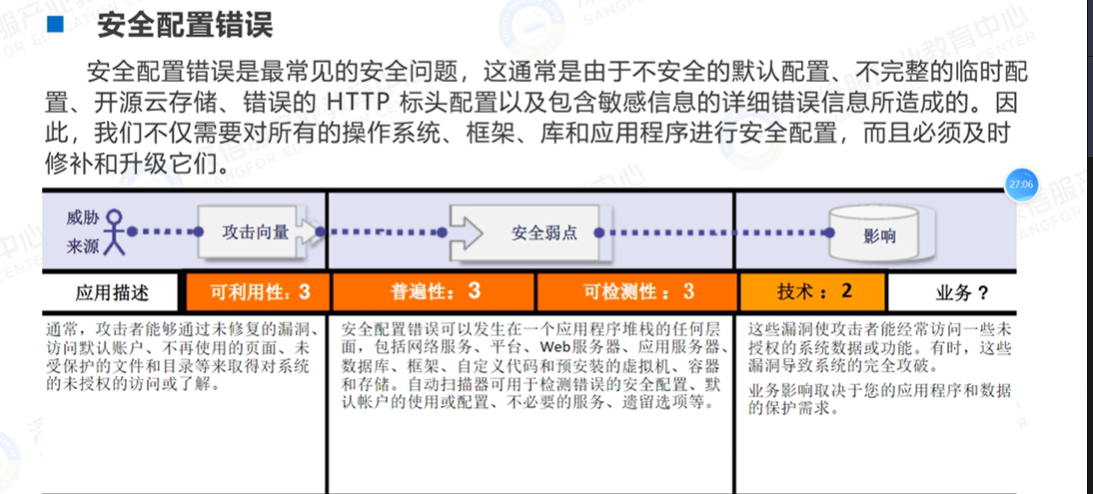 安全配置错误
安全配置错误是最常见的安全问题，这通常是由于不安全的默认配置、不完整的临时配
置、开源云存储、错误的 HTTP 标头配置以及包含敏感信息的详细错误信息所造成的。因
此，我们不仅需要对所有的操作系统、框架、库和应用程序进行安全配置，而且必须及时
修补和升级它们。
27:06
威胁
来源
攻击向量
安全弱点
影响
应用描述
可利用性：3
普遍性：3
可检测性：3
技术：2
业务？
通常，攻击者能够通过未修复的漏洞、
访问默认账户、不再使用的页面、未
受保护的文件和目录等来取得对系统
的未授权的访问或了解。
安全配置错误可以发生在一个应用程序堆栈的任何层
面，包括网络服务、平台、Web服务器、应用服务器、
数据库、框架、自定义代码和预安装的虚拟机、容器
和存储。自动扫描器可用于检测错误的安全配置、默
认帐户的使用或配置、不必要的服务、遗留选项等。
这些漏洞使攻击者能经常访问一些未
授权的系统数据或功能。有时，这些
漏洞导致系统的完全攻破。
业务影响取决于您的应用程序和数据
的保护需求。